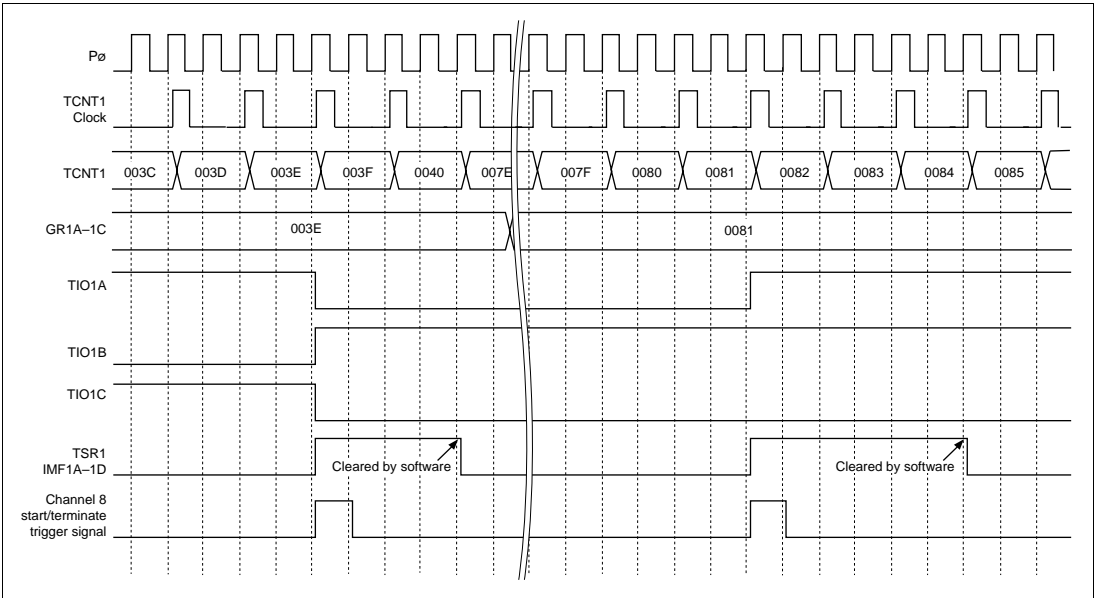 Pø
TCNT1
Clock
TCNT1 003C 003D 003E 003F 0040 007E 007F 0080 0081 0082 0083 0084 0085
GR1A–1C 003E 0081
TIO1A
TIO1B
TIO1C
TSR1
IMF1A–1D
Cleared by software Cleared by software
Channel 8
start/terminate
trigger signal